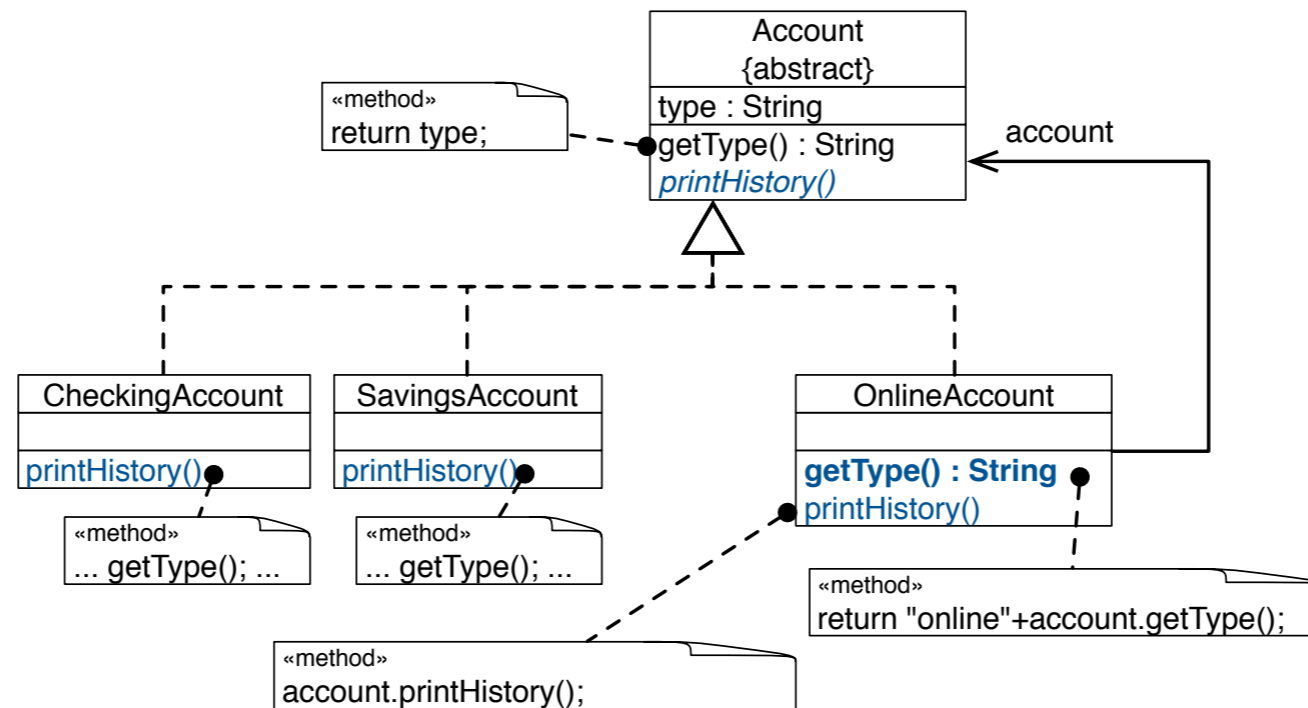 Account
{abstract}
type : String
getType() : String
printHistory()
«method»
return type;
account
CheckingAccount
printHistory()
«method»
... getType(); ...
SavingsAccount
printHistory()
«method»
... getType(); ...
OnlineAccount
getType() : String
printHistory()
«method»
return "online"+account.getType();
«method»
account.printHistory();